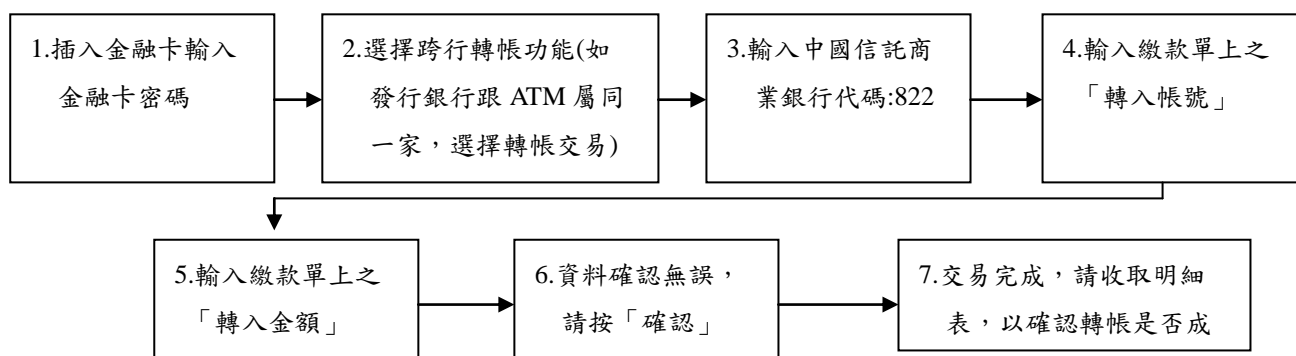 1.插入金融卡輸入
金融卡密碼
2.選擇跨行轉帳功能(如
發行銀行跟 ATM 屬同
一家，選擇轉帳交易)
3.輸入中國信託商
業銀行代碼:822
4.輸入繳款單上之
「轉入帳號」
5.輸入繳款單上之
「轉入金額」
6.資料確認無誤，
請按「確認」
7.交易完成，請收取明細
表，以確認轉帳是否成